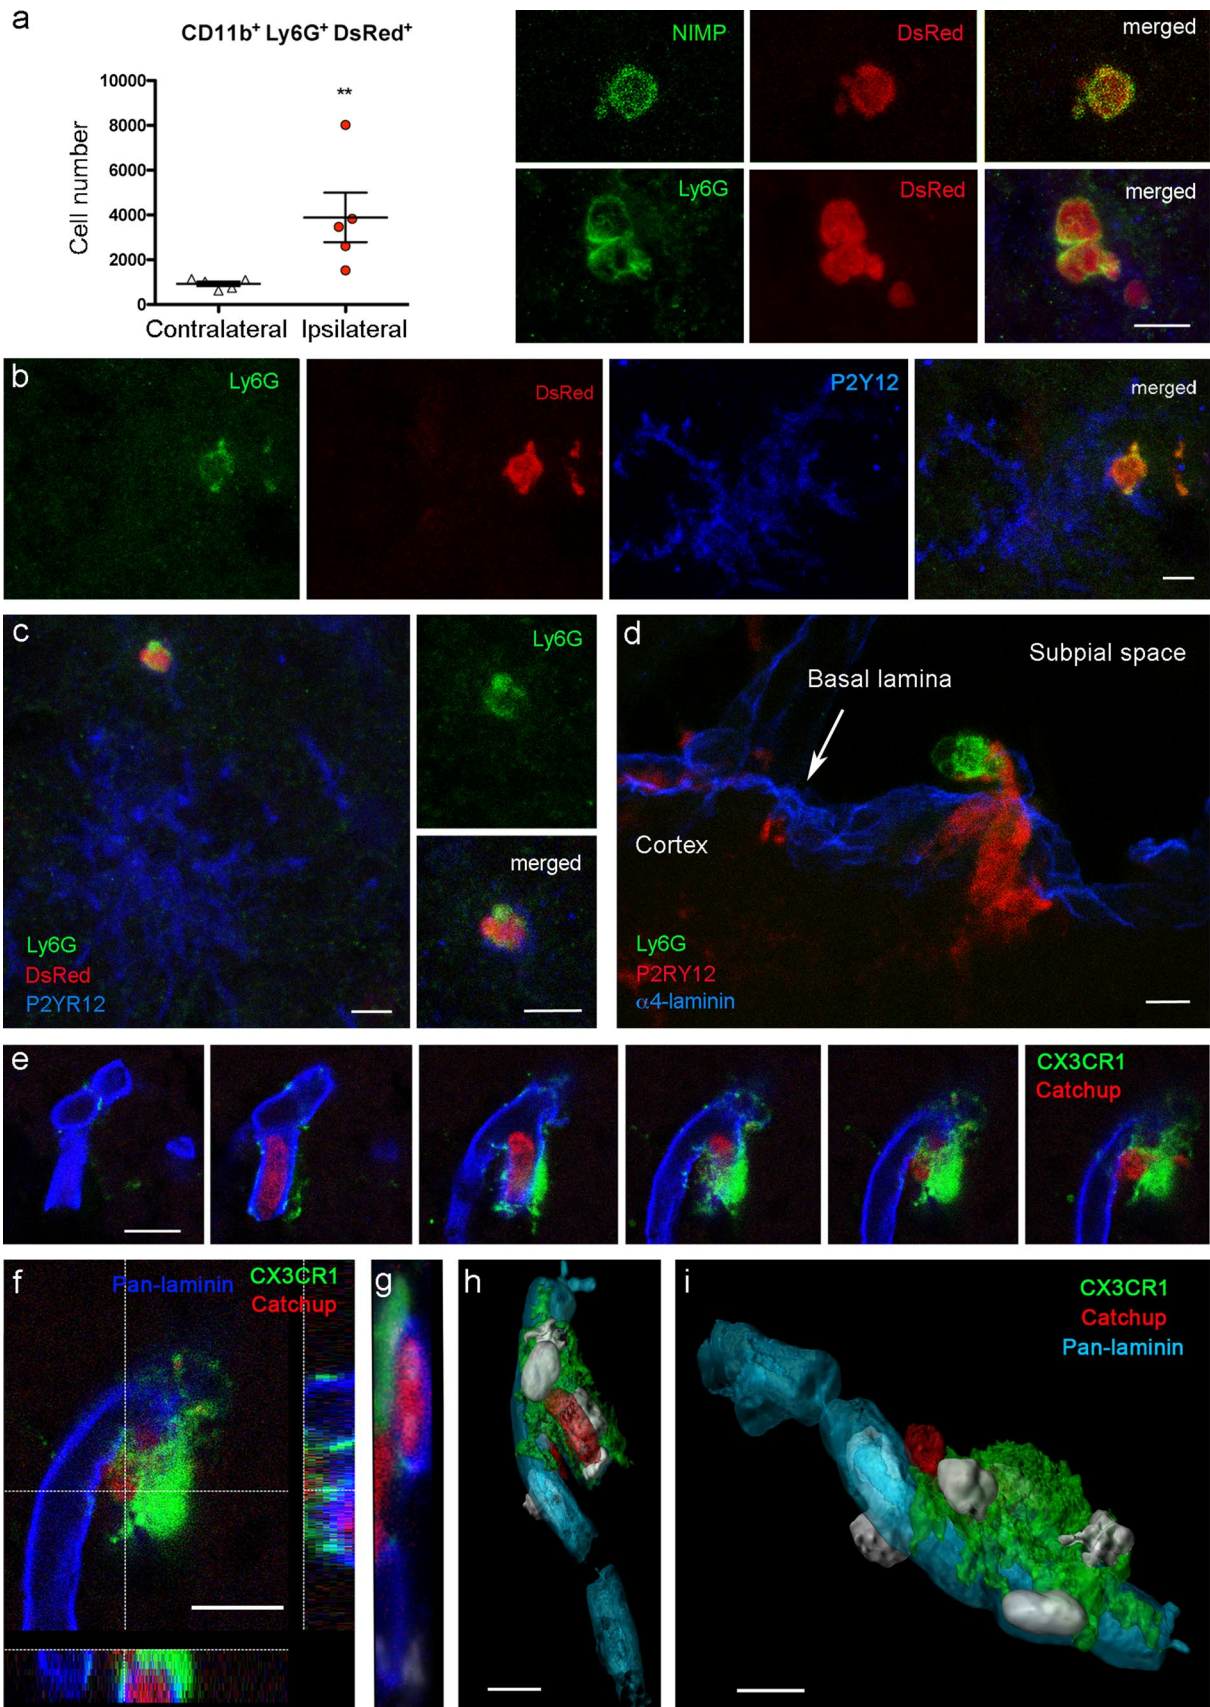 a
CD11b⁺ Ly6G⁺ DsRed⁺
**
10000
8000
6000
4000
2000
0
Cell number
Contralateral Ipsilateral
NIMP
DsRed
merged
Ly6G
DsRed
merged
b
Ly6G
DsRed
P2Y12
merged
c
Ly6G
DsRed
P2YR12
Ly6G
merged
d
Subpial space
Basal lamina
Cortex
Ly6G
P2RY12
α4-laminin
e
CX3CR1
Catchup
f
Pan-laminin
CX3CR1
Catchup
g
h
i
CX3CR1
Catchup
Pan-laminin